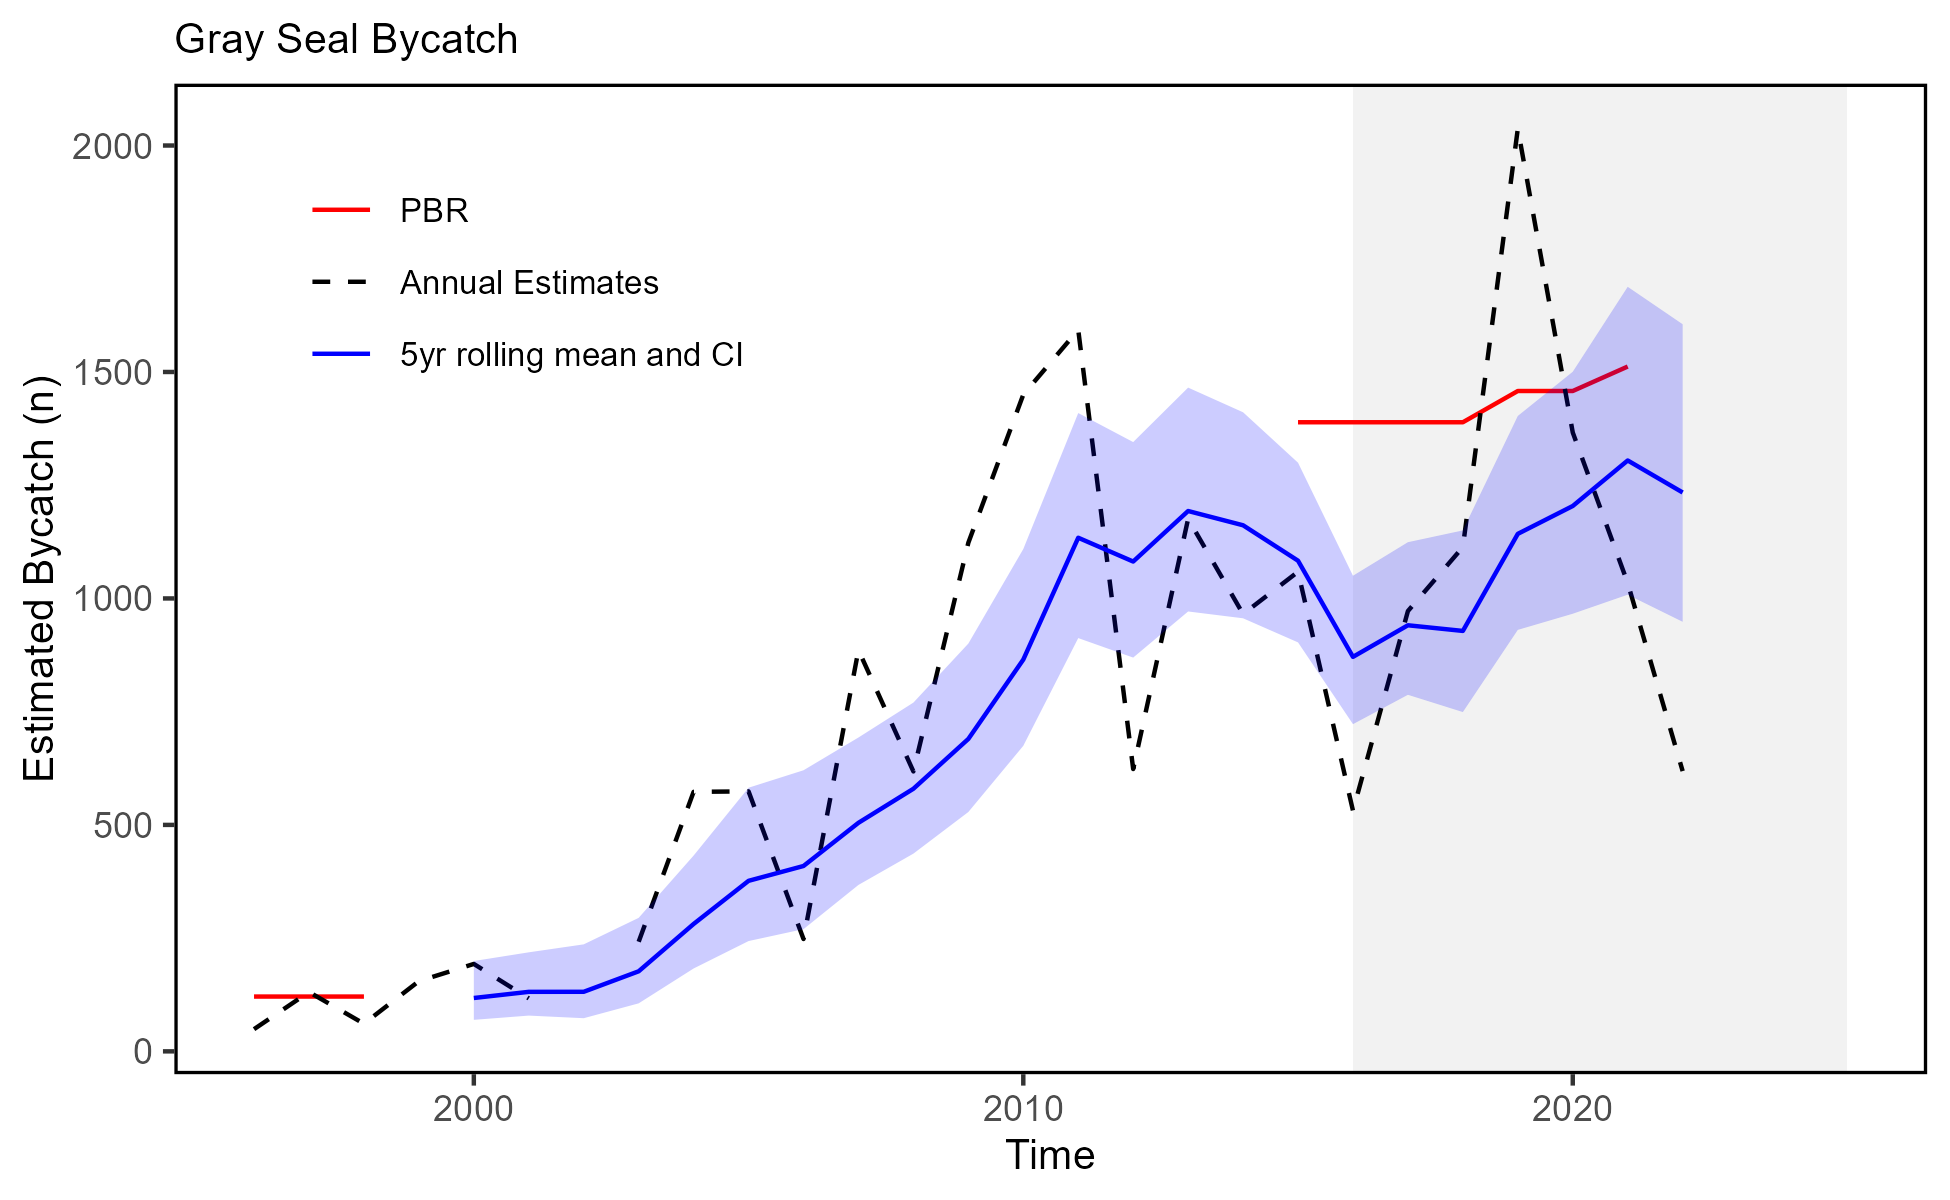 Gray Seal Bycatch
2000
1500
1000
500
0
Estimated Bycatch (n)
PBR
Annual Estimates
5yr rolling mean and CI
2000 2010 2020
Time